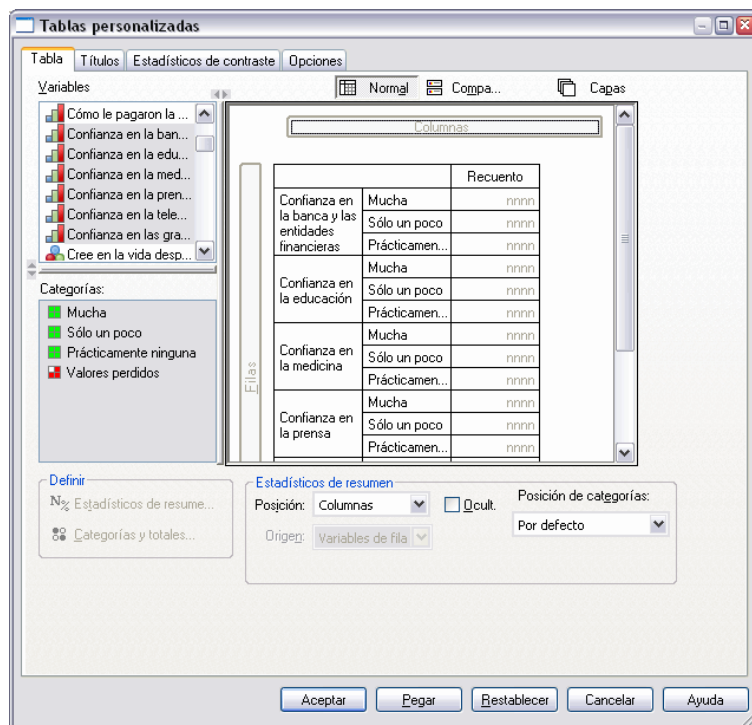 Tablas personalizadas
Tabla Títulos Estadísticos de contraste Opciones
Variables
Cómo le pagaron la ...
Confianza en la ban...
Confianza en la edu...
Confianza en la med...
Confianza en la pren...
Confianza en la tele...
Confianza en las gra...
Cree en la vida desp...
Categorías:
Mucha
Sólo un poco
Prácticamente ninguna
Valores perdidos
Normal Compa... Capas
Columnas
Filas
Recuento
Confianza en la banca y las entidades financieras
Mucha nnnn
Sólo un poco nnnn
Prácticamen... nnnn
Confianza en la educación
Mucha nnnn
Sólo un poco nnnn
Prácticamen... nnnn
Confianza en la medicina
Mucha nnnn
Sólo un poco nnnn
Prácticamen... nnnn
Confianza en la prensa
Mucha nnnn
Sólo un poco nnnn
Prácticamen... nnnn
Definir
N% Estadísticos de resume...
Categorías y totales...
Estadísticos de resumen
Posición: Columnas Ocult.
Origen: Variables de fila
Posición de categorías:
Por defecto
Aceptar Pegar Restablecer Cancelar Ayuda